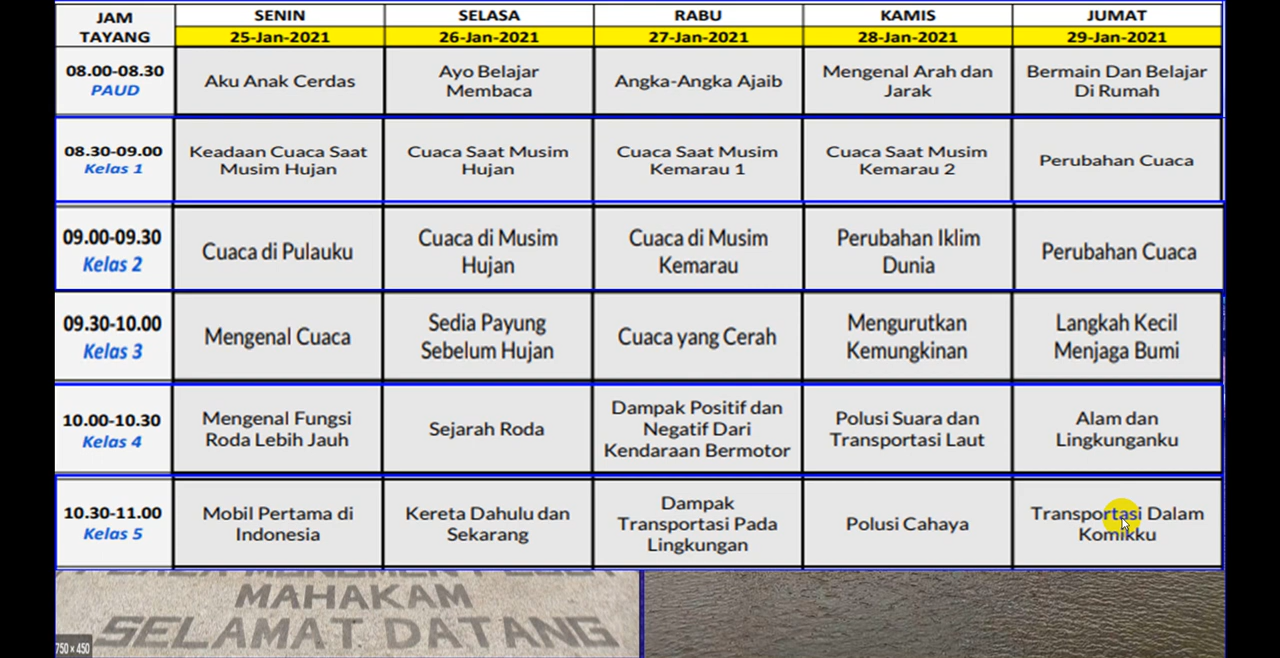 JAM TAYANG SENIN SELASA RABU KAMIS JUMAT
25-Jan-2021 26-Jan-2021 27-Jan-2021 28-Jan-2021 29-Jan-2021
08.00-08.30
PAUD
Aku Anak Cerdas
Ayo Belajar
Membaca
Angka-Angka Ajaib
Mengenal Arah dan
Jarak
Bermain Dan Belajar
Di Rumah
08.30-09.00
Kelas 1
Keadaan Cuaca Saat
Musim Hujan
Cuaca Saat Musim
Hujan
Cuaca Saat Musim
Kemarau 1
Cuaca Saat Musim
Kemarau 2
Perubahan Cuaca
09.00-09.30
Kelas 2
Cuaca di Pulauku
Cuaca di Musim
Hujan
Cuaca di Musim
Kemarau
Perubahan Iklim
Dunia
Perubahan Cuaca
09.30-10.00
Kelas 3
Mengenal Cuaca
Sedia Payung
Sebelum Hujan
Cuaca yang Cerah
Mengurutkan
Kemungkinan
Langkah Kecil
Menjaga Bumi
10.00-10.30
Kelas 4
Mengenal Fungsi
Roda Lebih Jauh
Sejarah Roda
Dampak Positif dan
Negatif Dari
Kendaraan Bermotor
Polusi Suara dan
Transportasi Laut
Alam dan
Lingkunganku
10.30-11.00
Kelas 5
Mobil Pertama di
Indonesia
Kereta Dahulu dan
Sekarang
Dampak
Transportasi Pada
Lingkungan
Polusi Cahaya
Transportasi Dalam
Komikku
MAHAKAM
SELAMAT DATANG
750 × 450